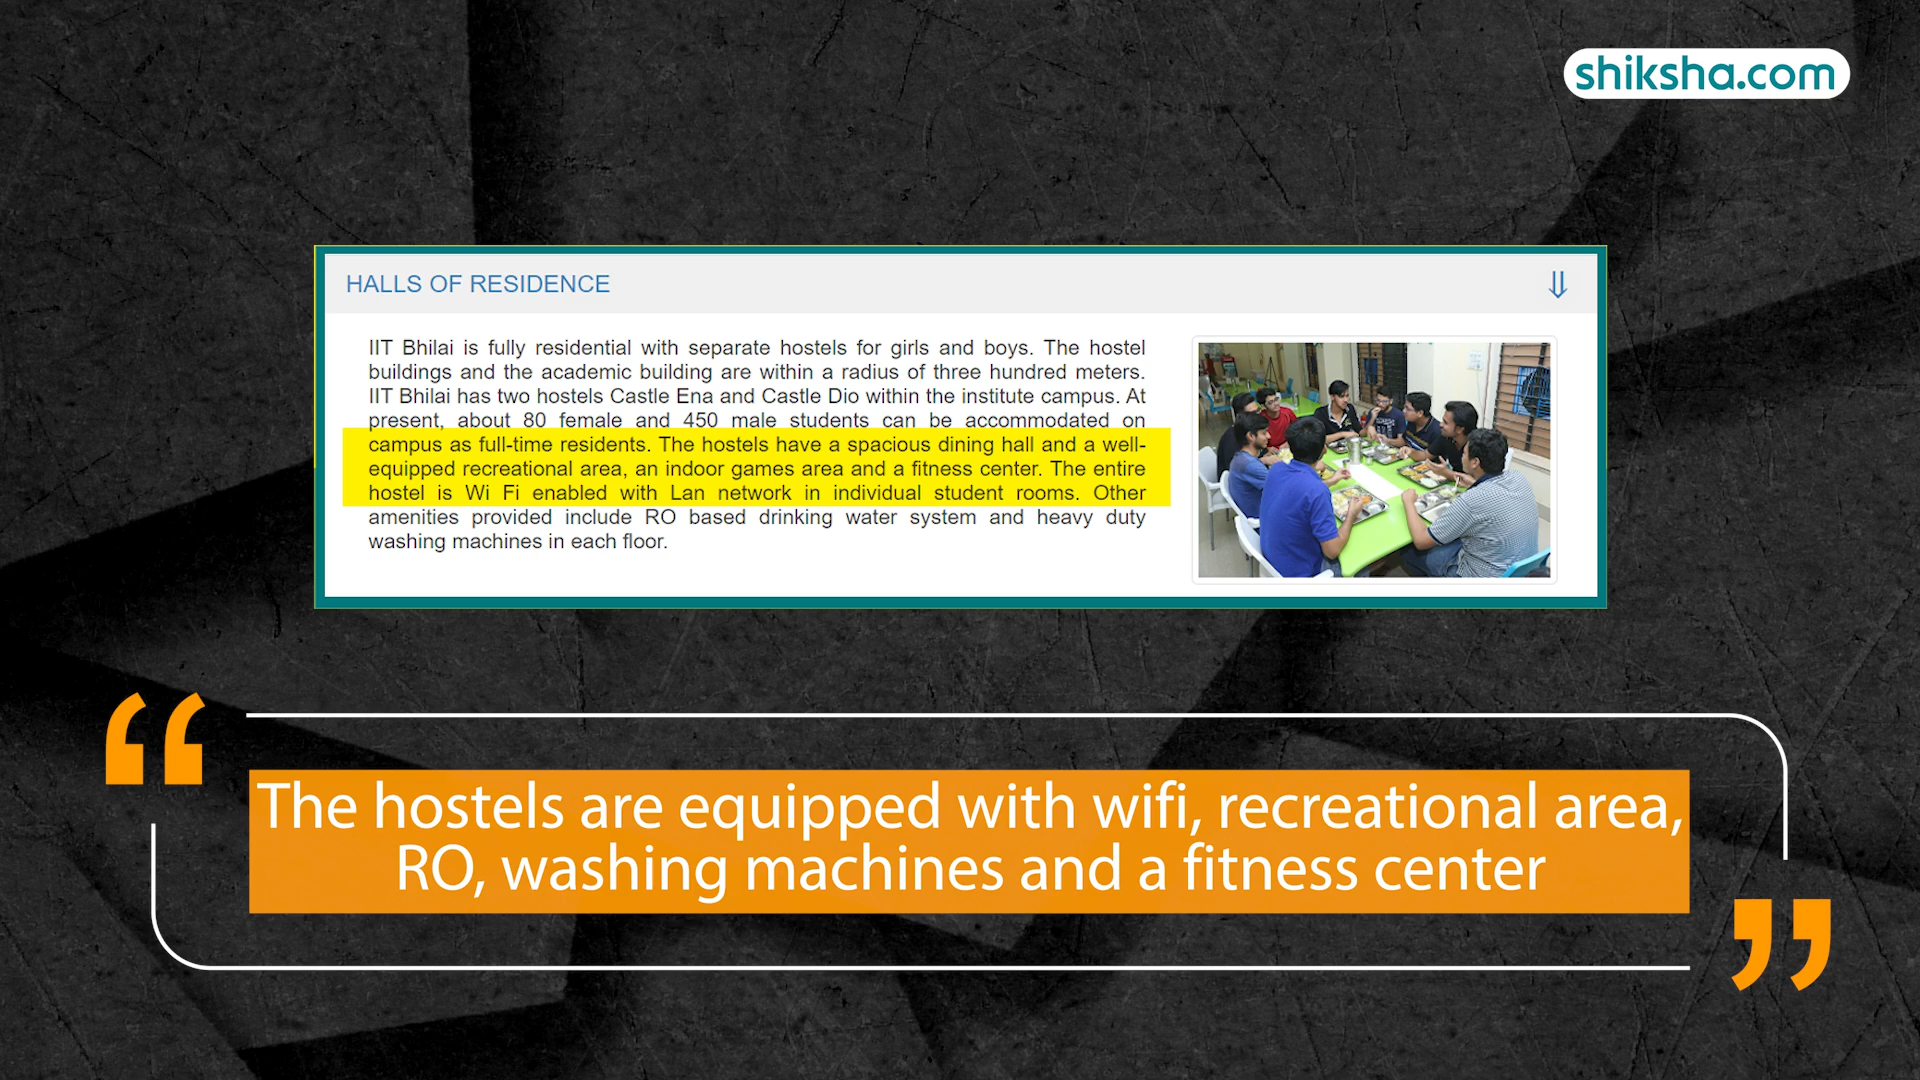 shiksha.com
HALLS OF RESIDENCE
IIT Bhilai is fully residential with separate hostels for girls and boys. The hostel
buildings and the academic building are within a radius of three hundred meters.
IIT Bhilai has two hostels Castle Ena and Castle Dio within the institute campus. At
present, about 80 female and 450 male students can be accommodated on
campus as full-time residents. The hostels have a spacious dining hall and a well-
equipped recreational area, an indoor games area and a fitness center. The entire
hostel is Wi Fi enabled with Lan network in individual student rooms. Other
amenities provided include RO based drinking water system and heavy duty
washing machines in each floor.
“The hostels are equipped with wifi, recreational area,
RO, washing machines and a fitness center”